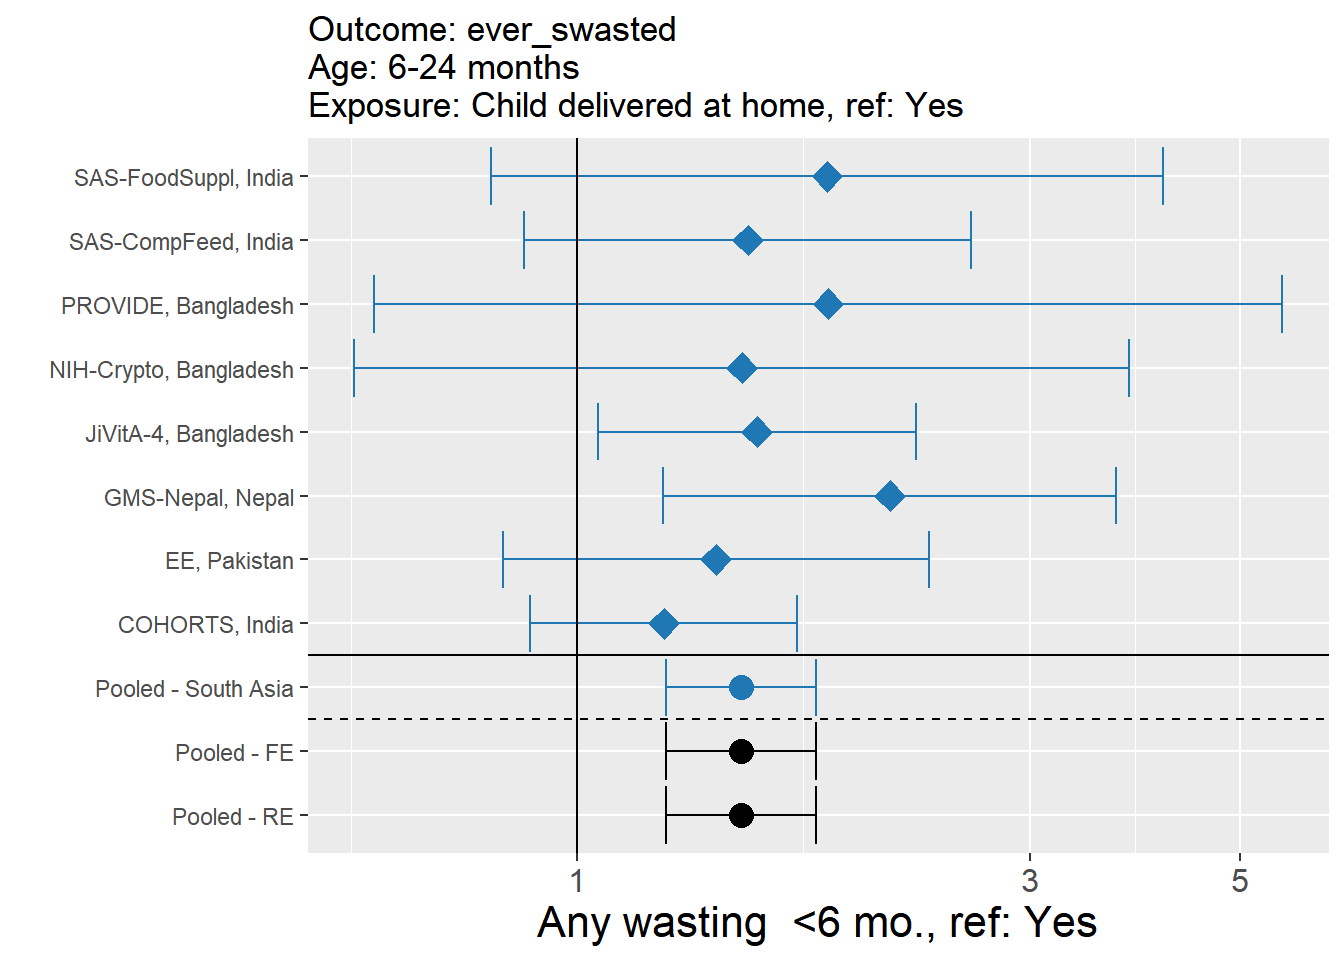 Outcome: ever_swasted
Age: 6-24 months
Exposure: Child delivered at home, ref: Yes
SAS-FoodSuppl, India
SAS-CompFeed, India
PROVIDE, Bangladesh
NIH-Crypto, Bangladesh
JiVitA-4, Bangladesh
GMS-Nepal, Nepal
EE, Pakistan
COHORTS, India
Pooled - South Asia
Pooled - FE
Pooled - RE
1 3 5
Any wasting  <6 mo., ref: Yes